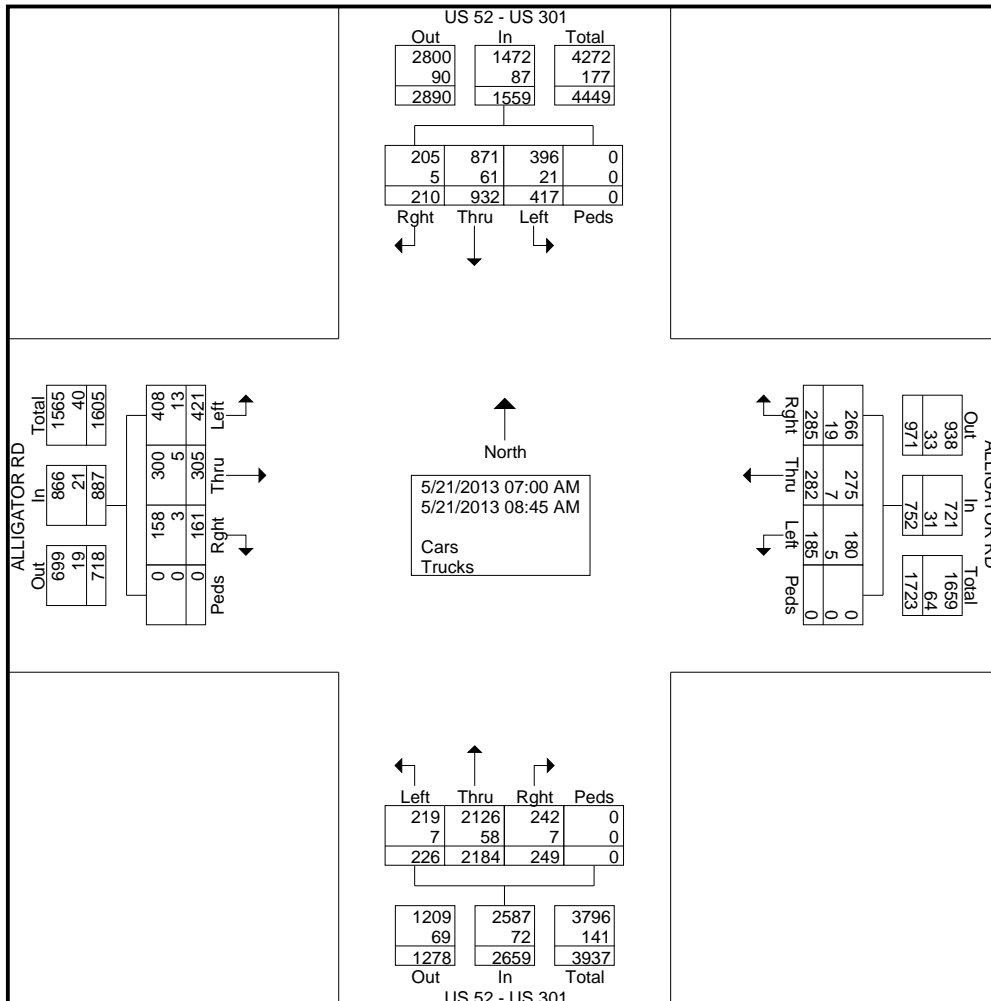 US 52 - US 301
Out In Total
2800 1472 4272
90 87 177
2890 1559 4449
205 871 396 0
5 61 21 0
210 932 417 0
Rght Thru Left Peds
ALLIGATOR RD
Total In Out
1565 866 699
40 21 19
1605 887 718
408 300 158 0
13 5 3 0
421 305 161 0
Left Thru Rght Peds
North
5/21/2013 07:00 AM
5/21/2013 08:45 AM
Cars
Trucks
Rght Thru Left Peds
285 282 185 0
19 7 5 0
266 275 180 0
971 752 1723
33 31 64
938 721 1659
Out In Total
ALLIGATOR RD
Left Thru Rght Peds
219 2126 242 0
7 58 7 0
226 2184 249 0
1209 2587 3796
69 72 141
1278 2659 3937
Out In Total
US 52 - US 301